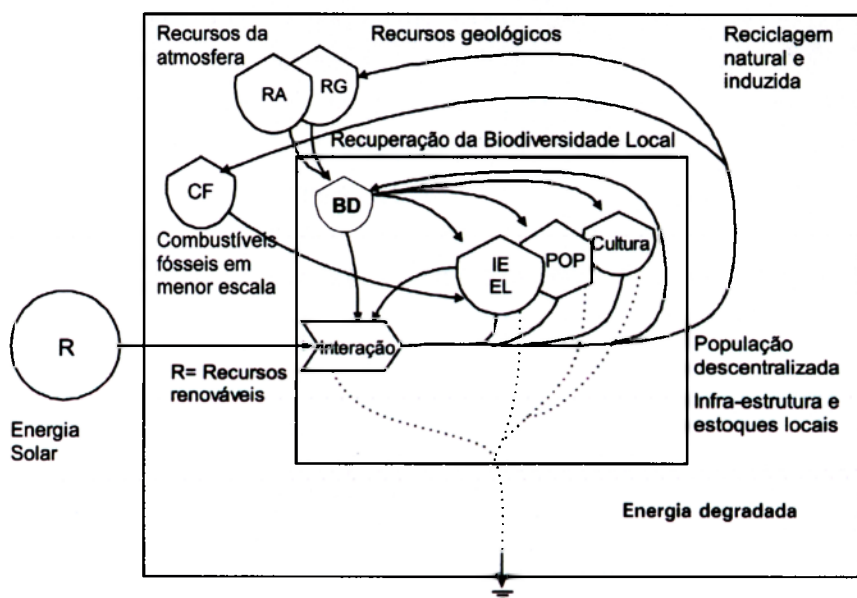 Recursos da
atmosfera
Recursos geológicos
Reciclagem
natural e
induzida
RA
RG
Recuperação da Biodiversidade Local
CF
BD
Combustíveis
fósseis em
menor escala
IE
EL
POP
Cultura
R
Interação
R= Recursos
renováveis
População
descentralizada
Infra-estrutura e
estoques locais
Energia
Solar
Energia degradada